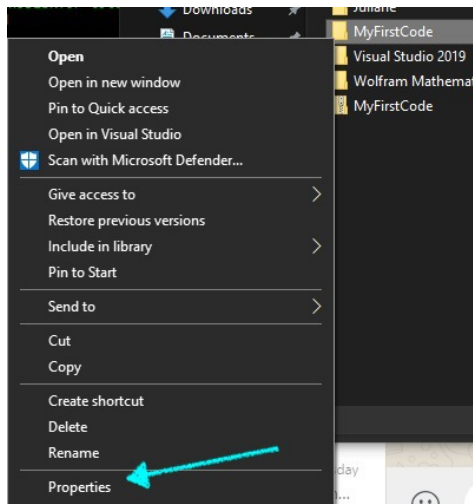 Downloads
Documents
Juliane
MyFirstCode
Visual Studio 2019
Wolfram Mathemat
MyFirstCode
Open
Open in new window
Pin to Quick access
Open in Visual Studio
Scan with Microsoft Defender...
Give access to
Restore previous versions
Include in library
Pin to Start
Send to
Cut
Copy
Create shortcut
Delete
Rename
Properties
day